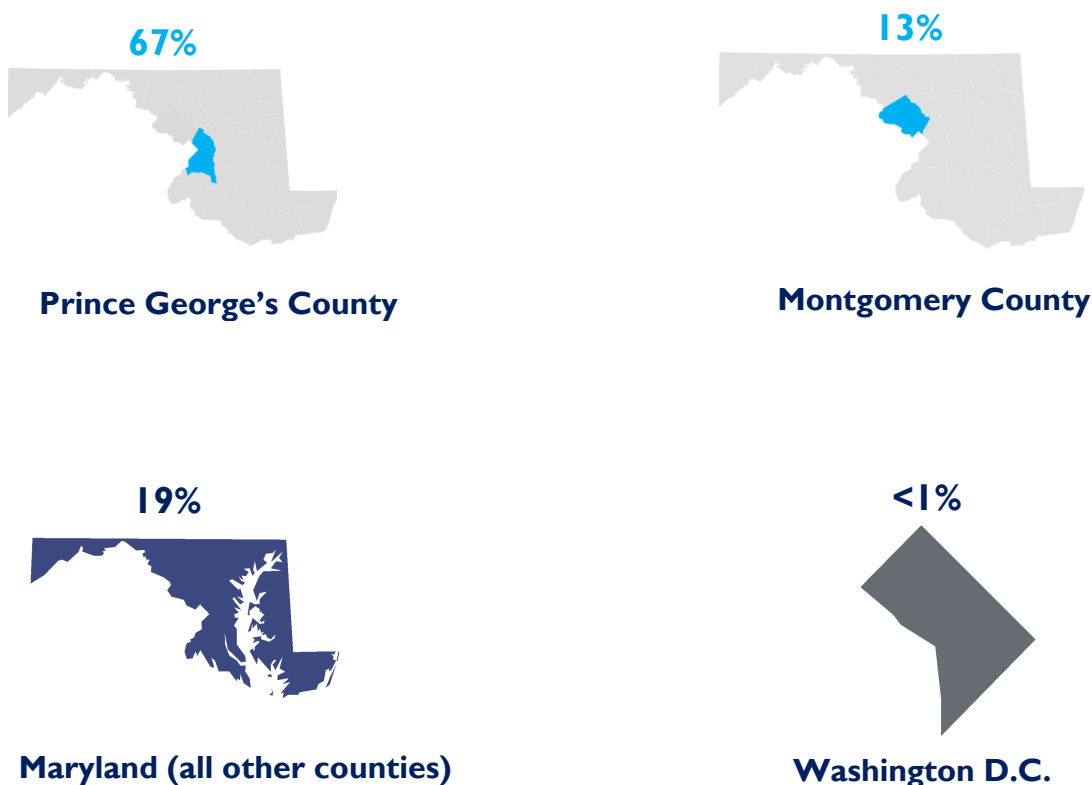 67%
Prince George's County
13%
Montgomery County
19%
Maryland (all other counties)
<1%
Washington D.C.